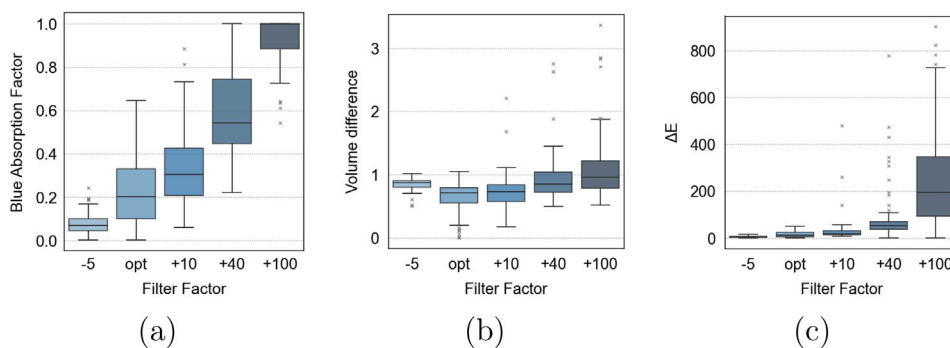 Blue Absorption Factor
1.0
0.8
0.6
0.4
0.2
0.0
-5 opt +10 +40 +100
Filter Factor
(a)
Volume difference
3
2
1
0
-5 opt +10 +40 +100
Filter Factor
(b)
ΔE
800
600
400
200
0
-5 opt +10 +40 +100
Filter Factor
(c)